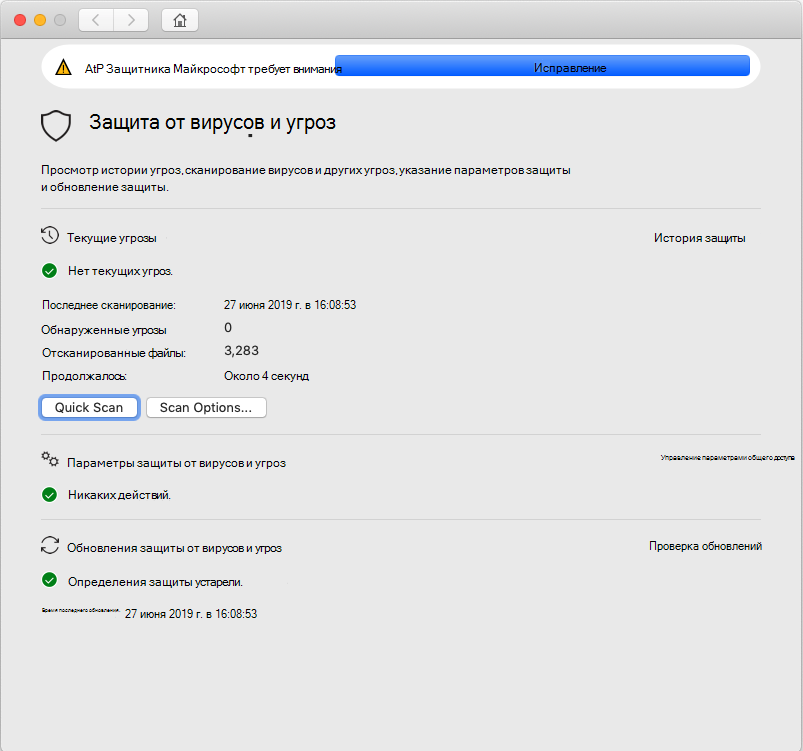 AtP Защитника Майкрософт требует внимания
Исправление
Защита от вирусов и угроз
Просмотр истории угроз, сканирование вирусов и других угроз, указание параметров защиты
и обновление защиты.
Текущие угрозы
История защиты
Нет текущих угроз.
Последнее сканирование: 27 июня 2019 г. в 16:08:53
Обнаруженные угрозы 0
Отсканированные файлы: 3,283
Продолжалось: Около 4 секунд
Quick Scan
Scan Options...
Параметры защиты от вирусов и угроз
Управление параметрами общего доступа
Никаких действий.
Обновления защиты от вирусов и угроз
Проверка обновлений
Определения защиты устарели.
Время последнего обновления: 27 июня 2019 г. в 16:08:53